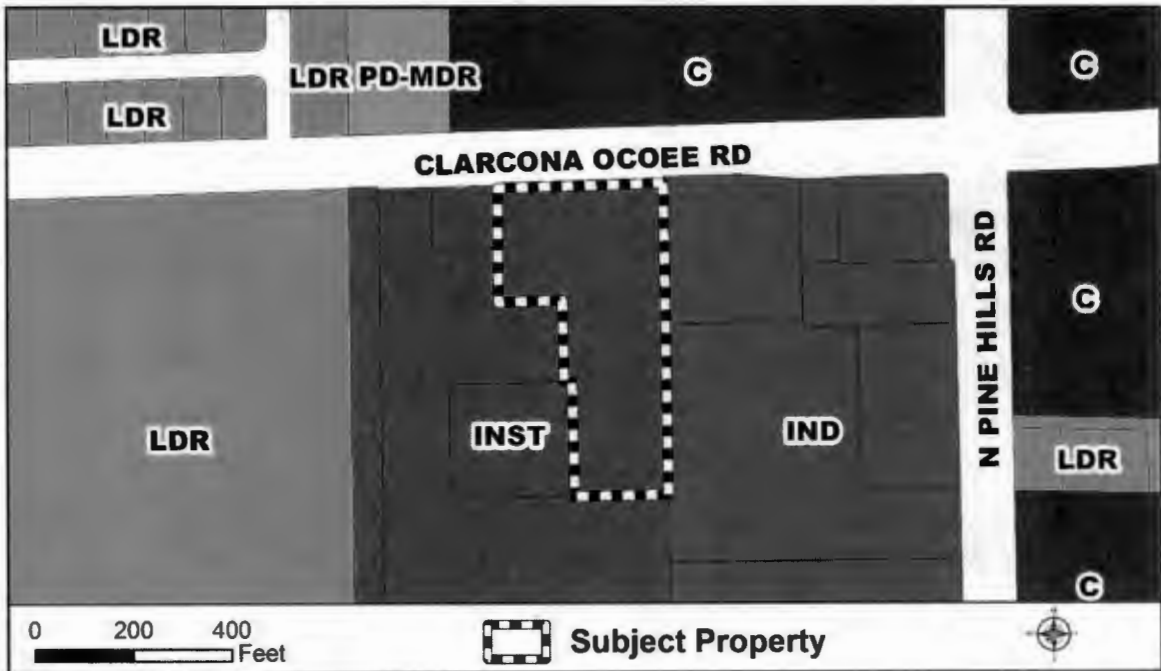 LDR
LDR PD-MDR
C
C
LDR
CLARCONA OCOEE RD
N PINE HILLS RD
C
LDR
INST
IND
LDR
C
0 200 400
Feet
Subject Property